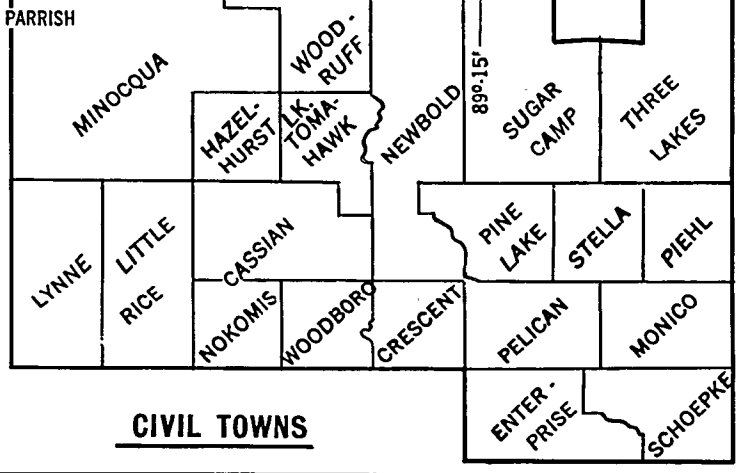 PARRISH
MINOCQUA
WOOD-
RUFF
HAZEL-
HURST
LK.
TOMA-
HAWK
NEWBOLD
89º-15'
SUGAR
CAMP
THREE
LAKES
LYNNE
LITTLE
RICE
CASSIAN
PINE
LAKE
STELLA
PIEHL
NOKOMIS
WOODBORO
CRESCENT
PELICAN
MONICO
ENTER-
PRISE
SCHOEPKE
CIVIL TOWNS